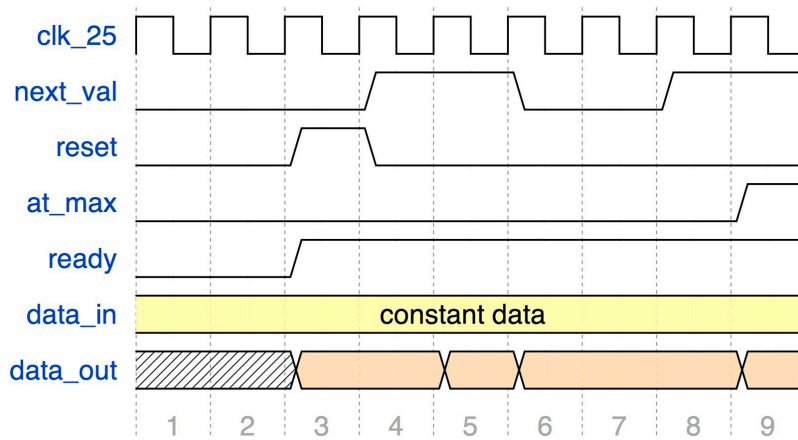 clk_25
next_val
reset
at_max
ready
data_in
constant data
data_out
1 2 3 4 5 6 7 8 9